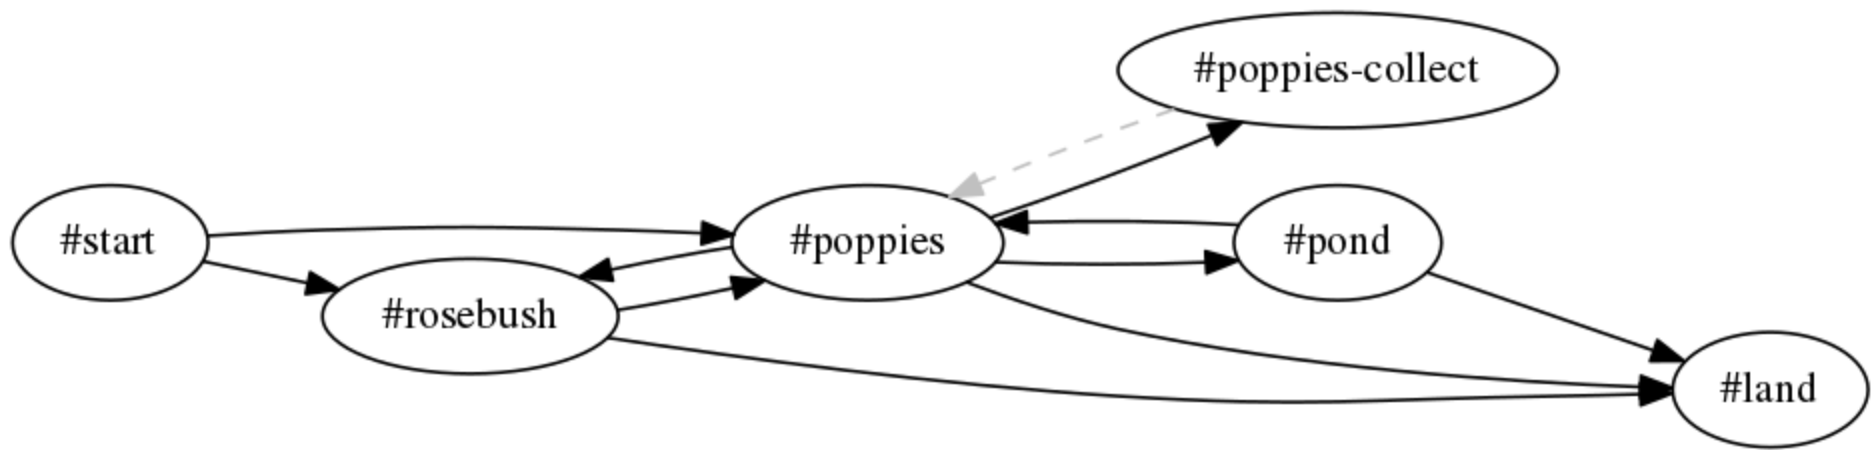 #poppies-collect
#start
#poppies
#pond
#rosebush
#land